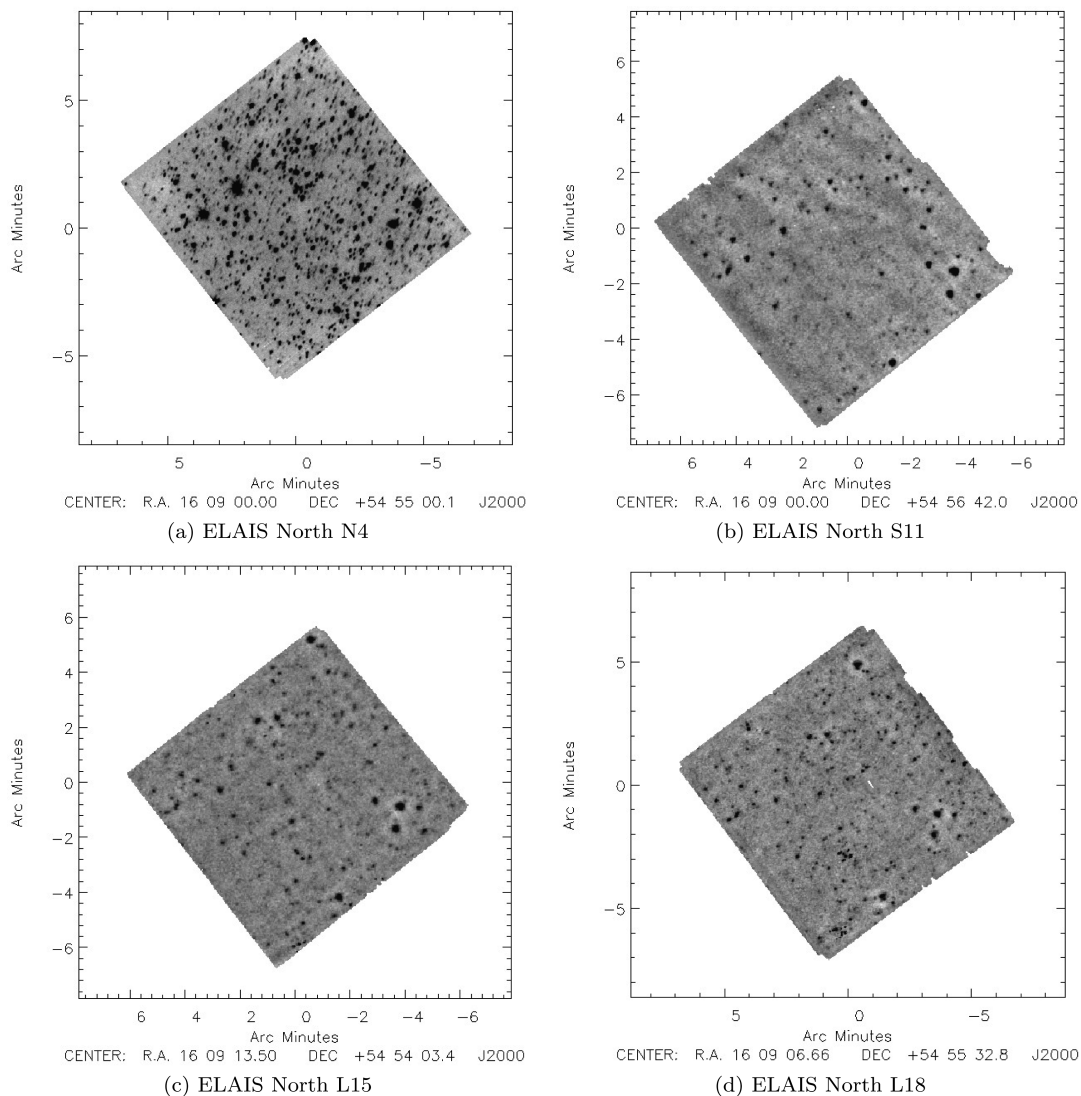 Arc Minutes
5
0
−5
5
0
−5
Arc Minutes
CENTER: R.A. 16 09 00.00 DEC +54 55 00.1 J2000
(a) ELAIS North N4
Arc Minutes
6
4
2
0
−2
−4
−6
6 4 2 0 −2 −4 −6
Arc Minutes
CENTER: R.A. 16 09 00.00 DEC +54 56 42.0 J2000
(b) ELAIS North S11
Arc Minutes
6
4
2
0
−2
−4
−6
6 4 2 0 −2 −4 −6
Arc Minutes
CENTER: R.A. 16 09 13.50 DEC +54 54 03.4 J2000
(c) ELAIS North L15
Arc Minutes
5
0
−5
5 0 −5
Arc Minutes
CENTER: R.A. 16 09 06.66 DEC +54 55 32.8 J2000
(d) ELAIS North L18